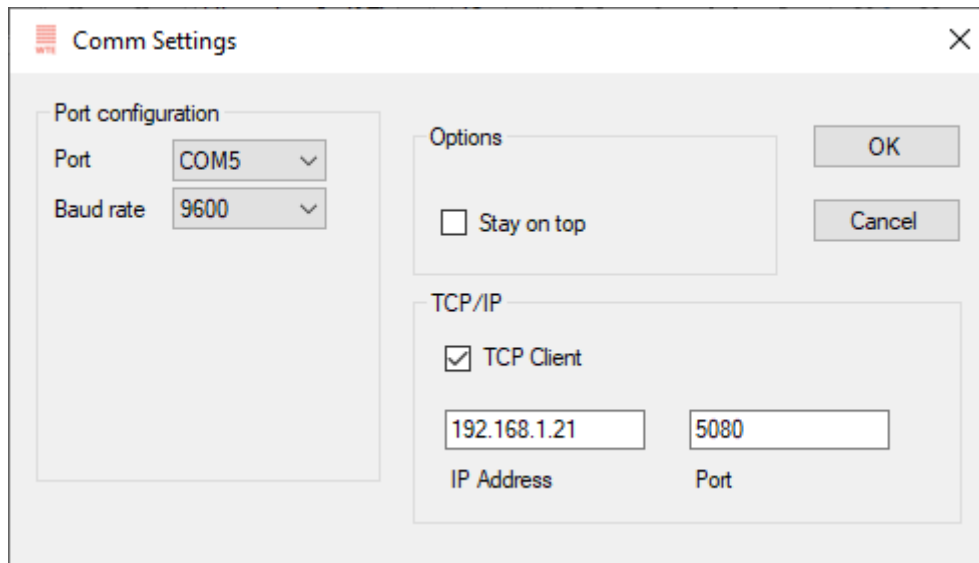 Comm Settings
Port configuration
Port COM5
Baud rate 9600
Options
Stay on top
OK
Cancel
TCP/IP
TCP Client
192.168.1.21 5080
IP Address Port